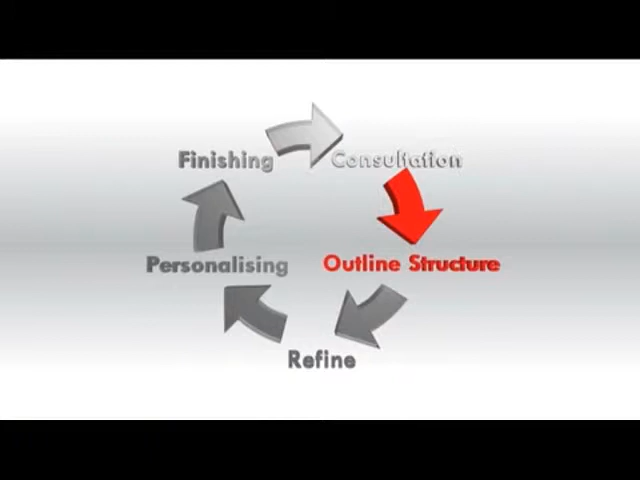 Finishing
Consultation
Personalising
Outline Structure
Refine